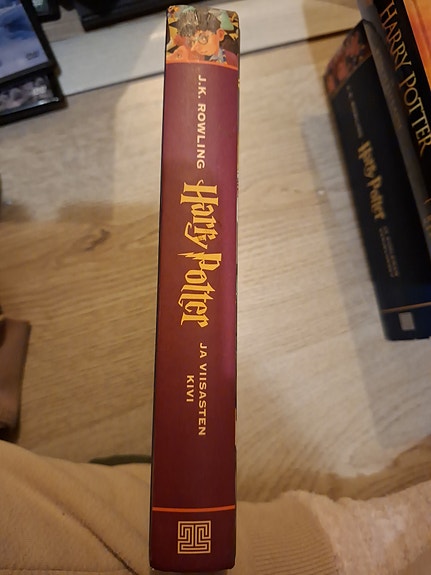 J.K. ROWLING
Harry Potter
JA VIISASTEN
KIVI
HARRY POTTER
Harry Potter